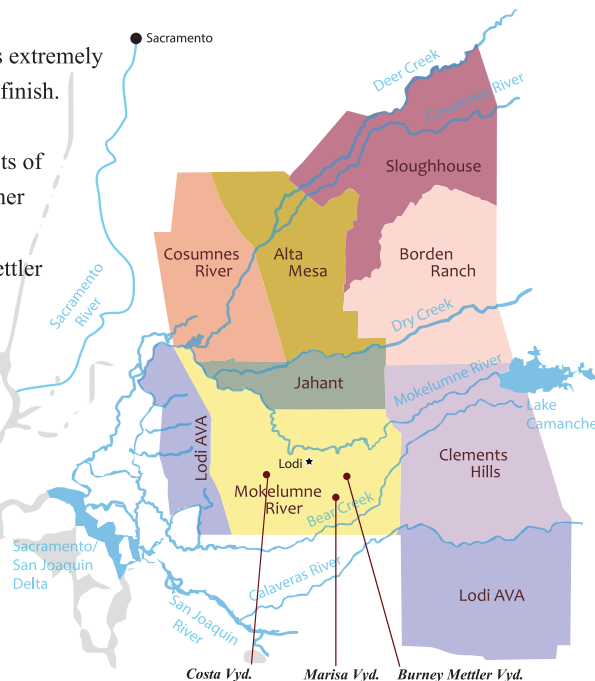 s extremely
finish.
ts of
ner
ettler
Sacramento
Deer Creek
Cosumnes River
Sloughhouse
Cosumnes
River
Alta
Mesa
Borden
Ranch
Sacramento
River
Dry Creek
Jahant
Mokelumne River
Lake
Camanche
Lodi AVA
Lodi
Clements
Hills
Mokelumne
River
Bear Creek
Sacramento/
San Joaquin
Delta
Calaveras River
San Joaquin
River
Lodi AVA
Costa Vyd.
Marisa Vyd.
Burney Mettler Vyd.